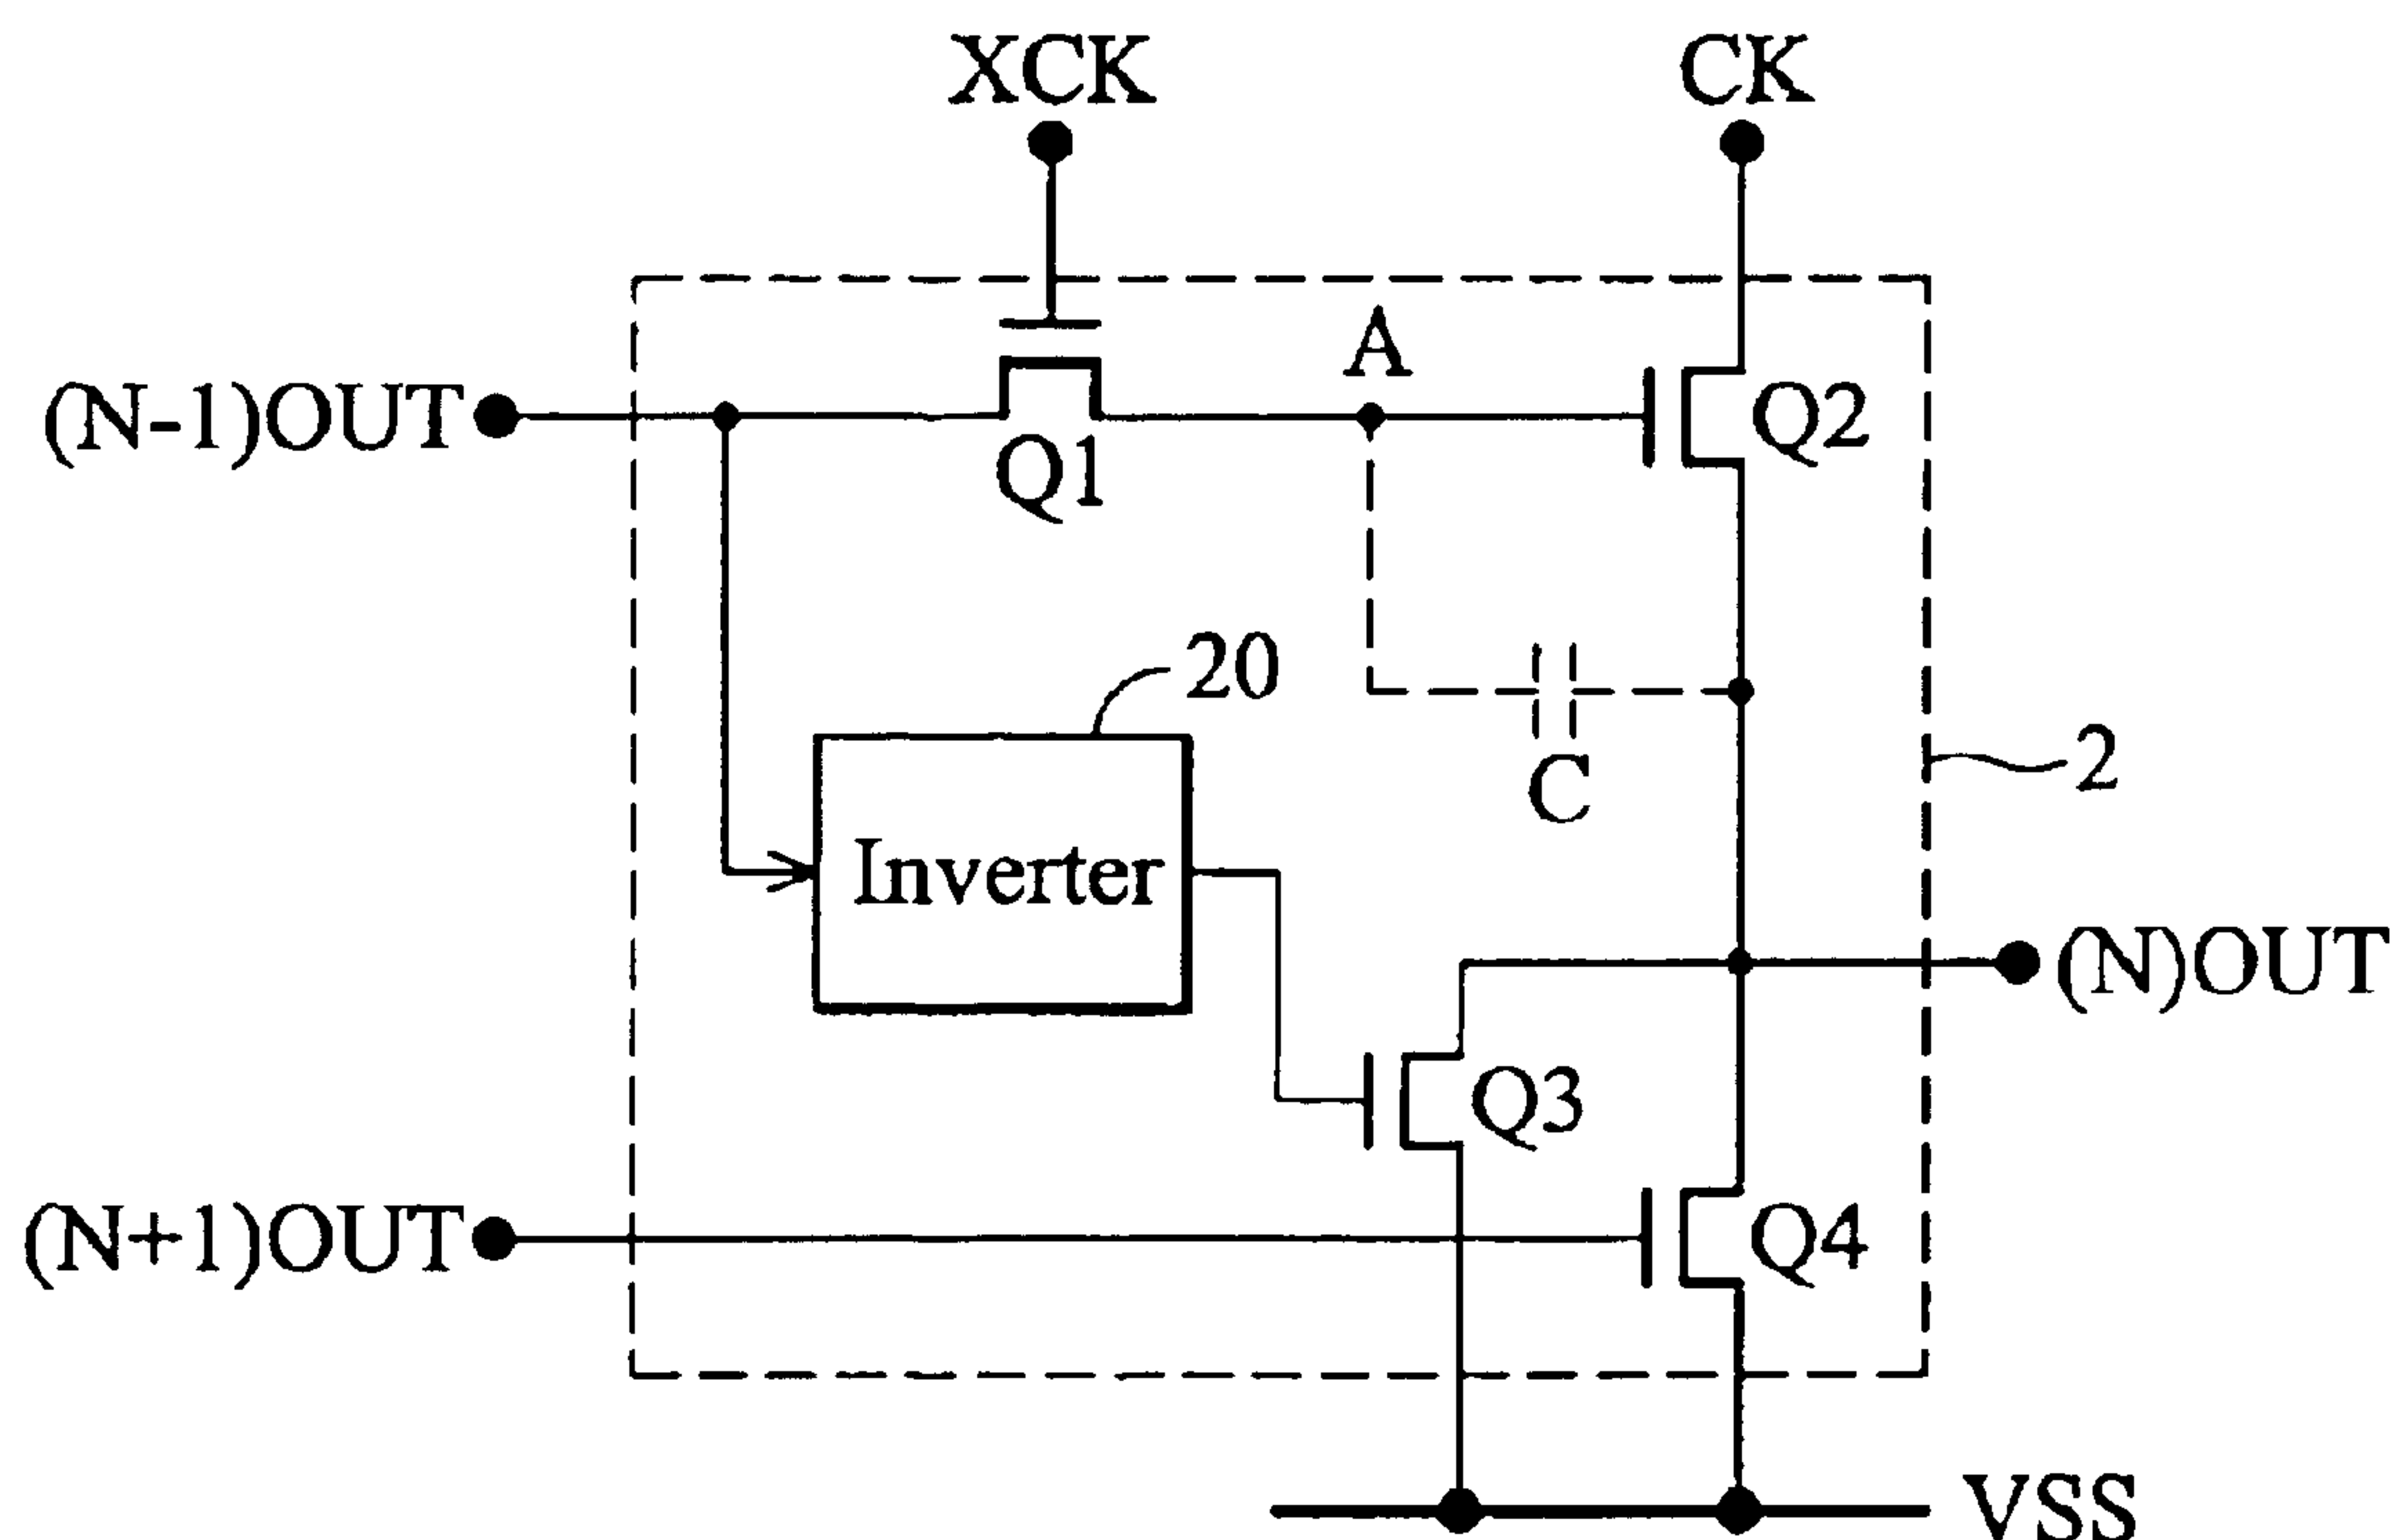 XCK
CK
A
(N-1)OUT
Q2
Q1
20
2
C
Inverter
(N)OUT
Q3
(N+1)OUT
Q4
VSS